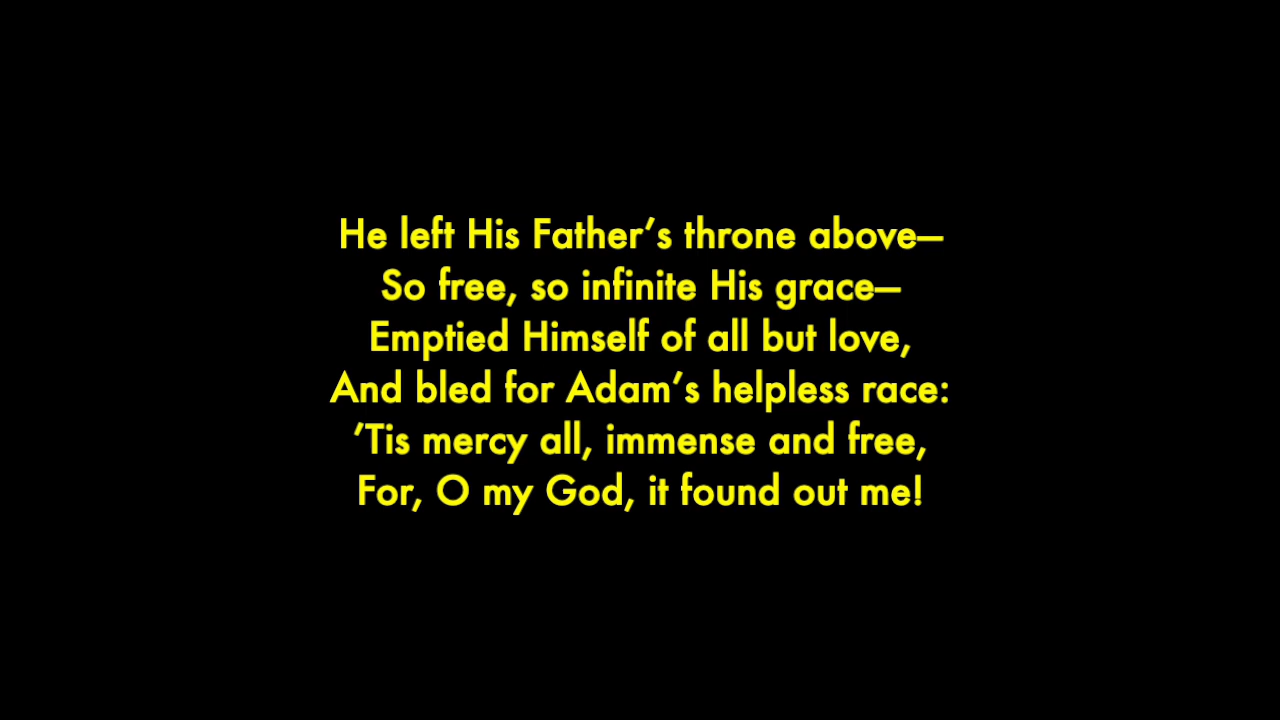 He left His Father’s throne above—
So free, so infinite His grace—
Emptied Himself of all but love,
And bled for Adam’s helpless race:
’Tis mercy all, immense and free,
For, O my God, it found out me!